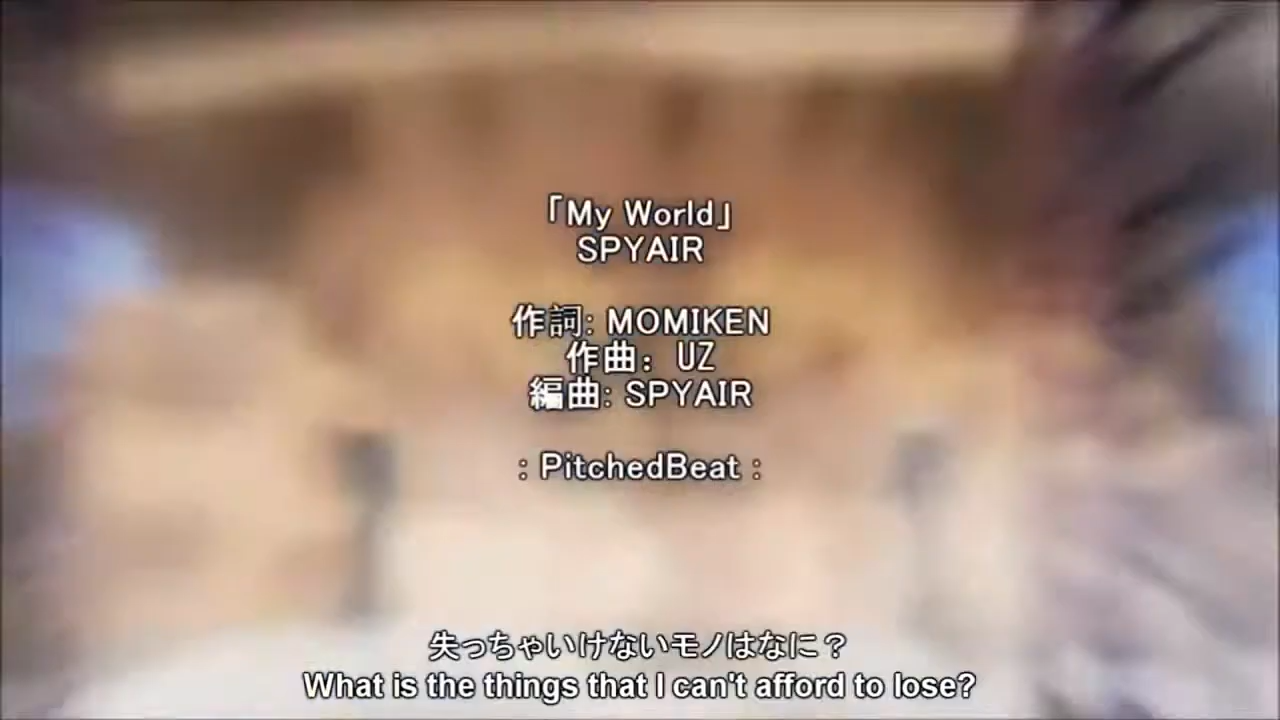 「My World」
SPYAIR
作詞: MOMIKEN
作曲: UZ
編曲: SPYAIR
: PitchedBeat :
失っちゃいけないモノはなに？
What is the things that I can't afford to lose?